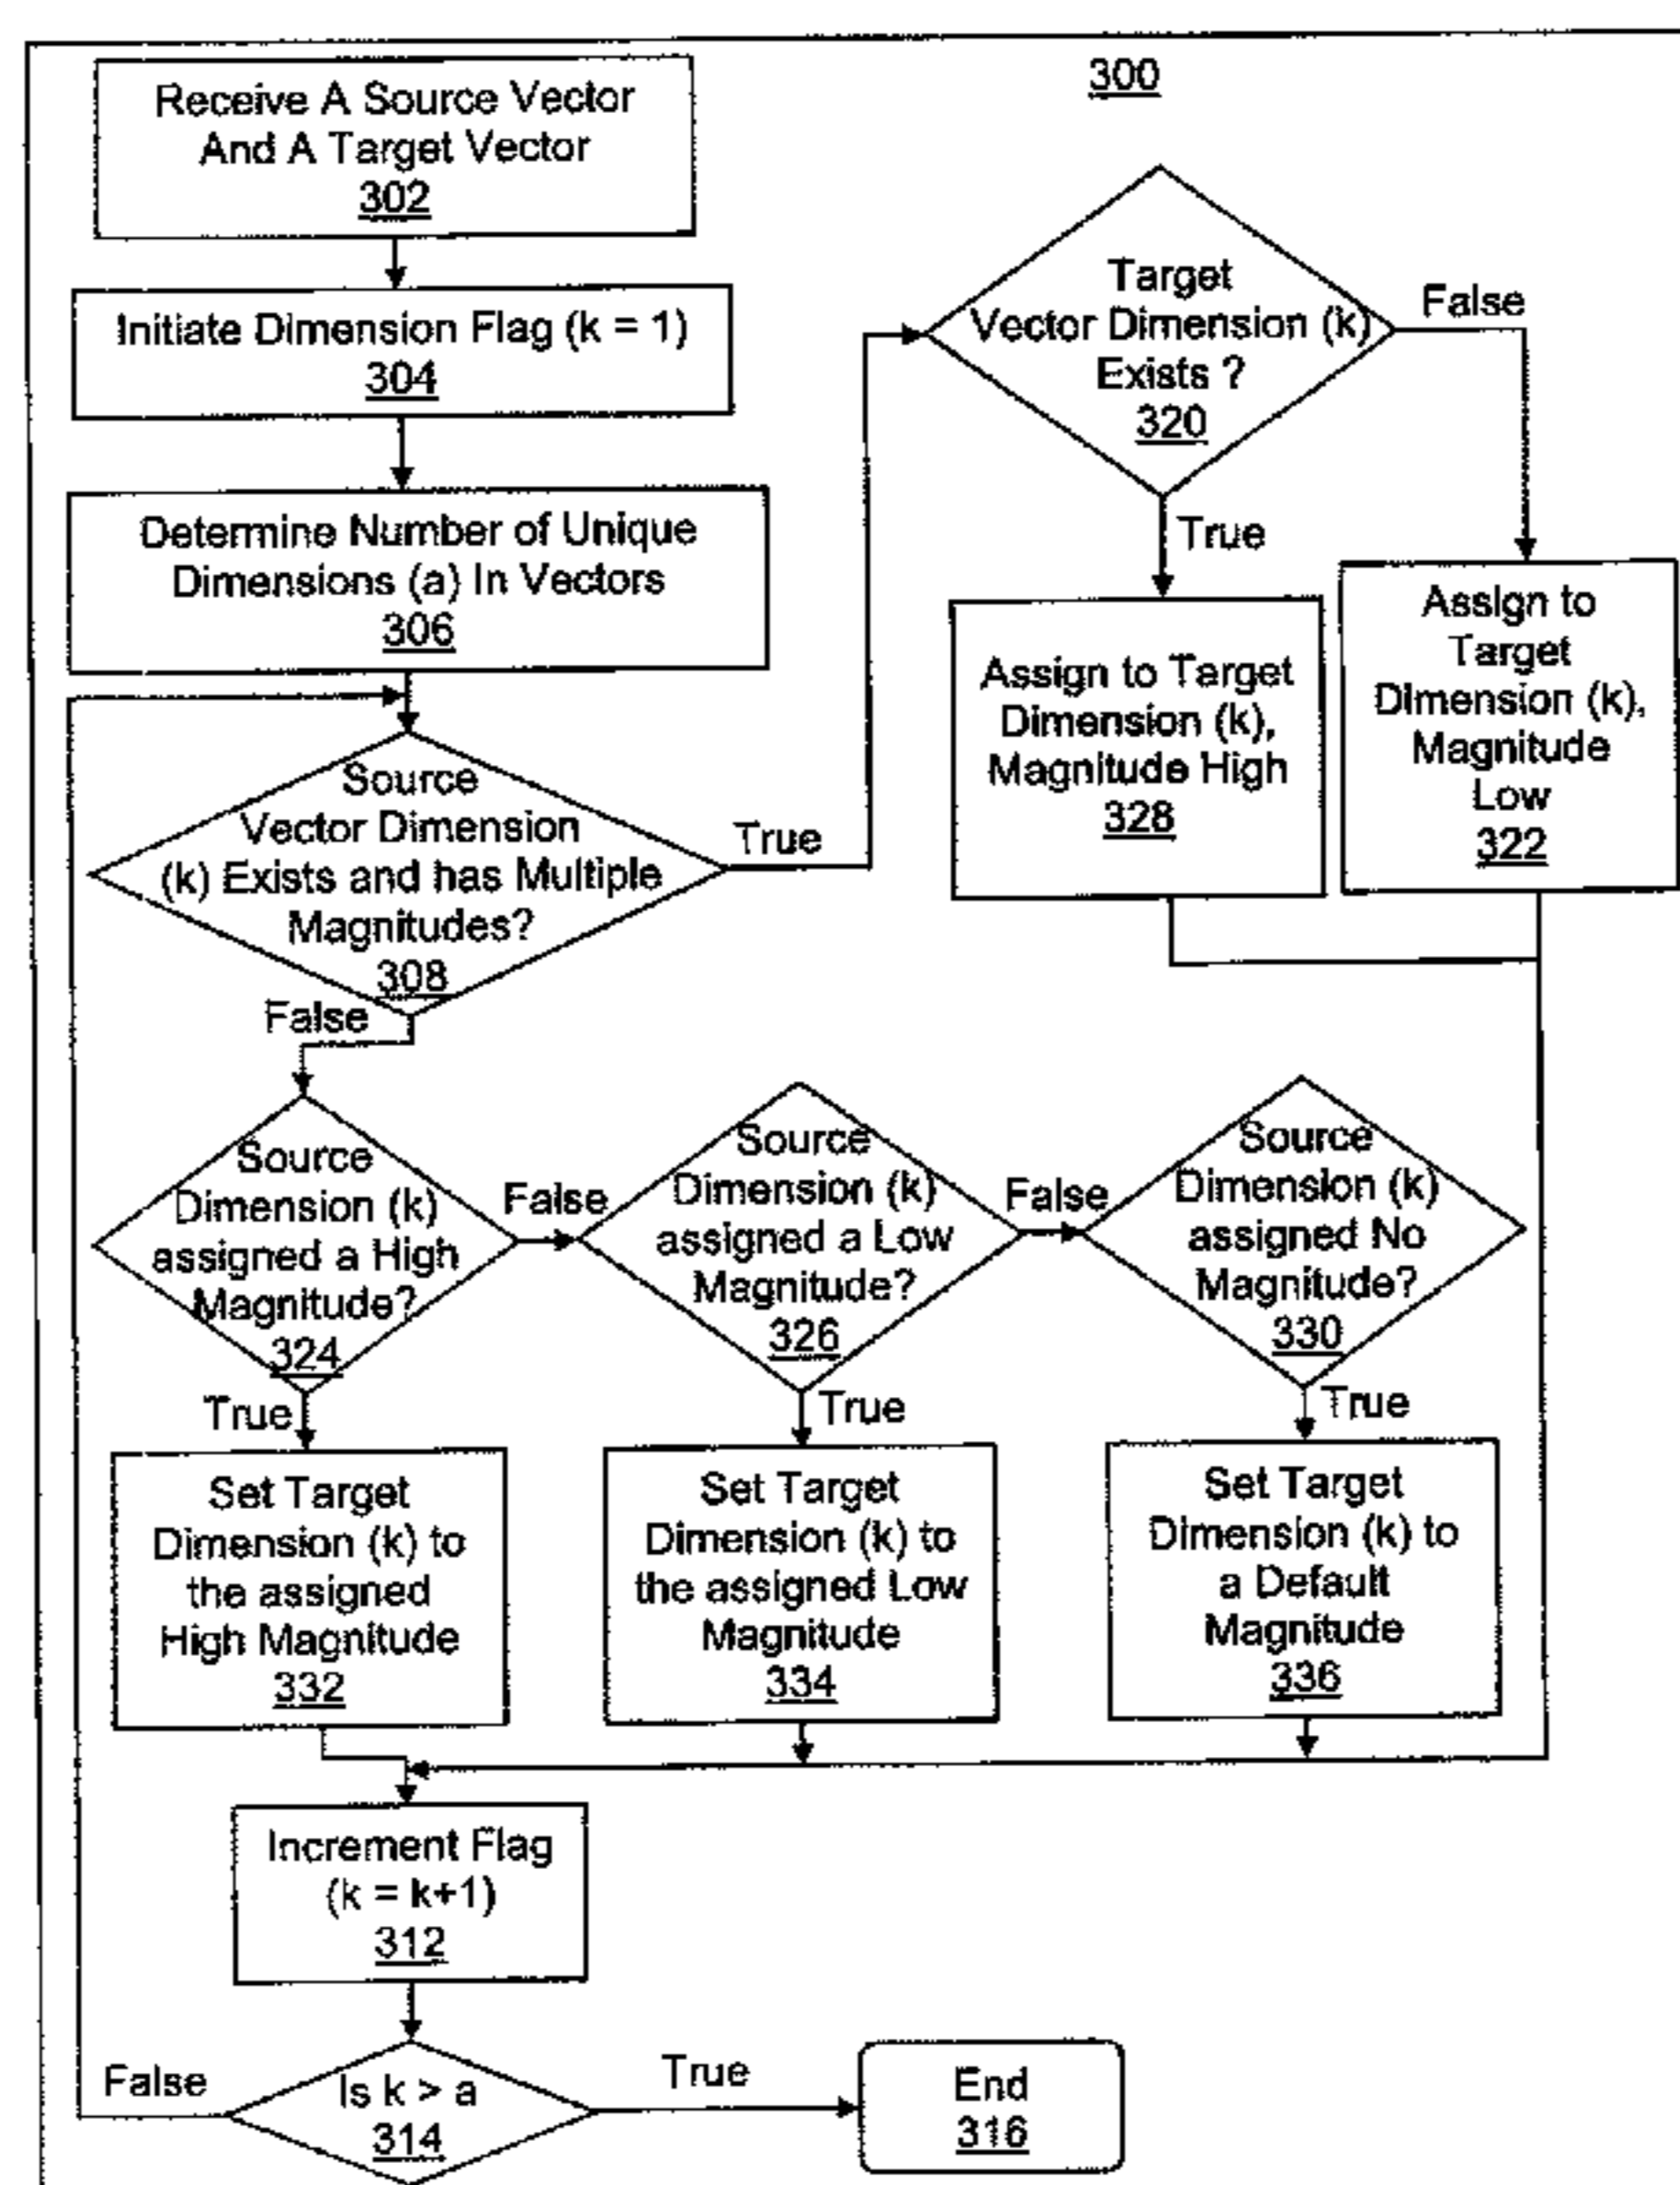 300
Receive A Source Vector
And A Target Vector
302
Initiate Dimension Flag (k = 1)
304
Determine Number of Unique
Dimensions (a) In Vectors
306
Source
Vector Dimension
(k) Exists and has Multiple
Magnitudes?
308
True
False
Target
Vector Dimension (k)
Exists ?
320
False
True
Assign to Target
Dimension (k),
Magnitude High
328
Assign to
Target
Dimension (k),
Magnitude
Low
322
Source
Dimension (k)
assigned a High
Magnitude?
324
False
True
Source
Dimension (k)
assigned a Low
Magnitude?
326
False
True
Source
Dimension (k)
assigned No
Magnitude?
330
True
Set Target
Dimension (k) to
the assigned
High Magnitude
332
Set Target
Dimension (k) to
the assigned Low
Magnitude
334
Set Target
Dimension (k) to
a Default
Magnitude
336
Increment Flag
(k = k+1)
312
Is k > a
314
False
True
End
316